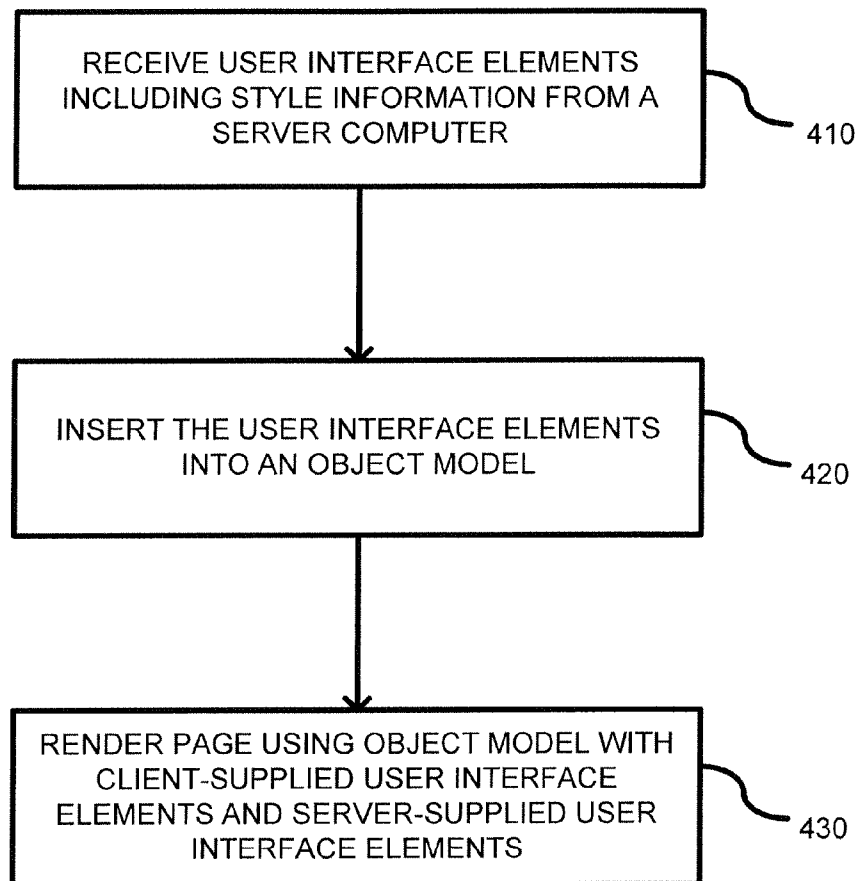 RECEIVE USER INTERFACE ELEMENTS
INCLUDING STYLE INFORMATION FROM A
SERVER COMPUTER
410
INSERT THE USER INTERFACE ELEMENTS
INTO AN OBJECT MODEL
420
RENDER PAGE USING OBJECT MODEL WITH
CLIENT-SUPPLIED USER INTERFACE
ELEMENTS AND SERVER-SUPPLIED USER
INTERFACE ELEMENTS
430